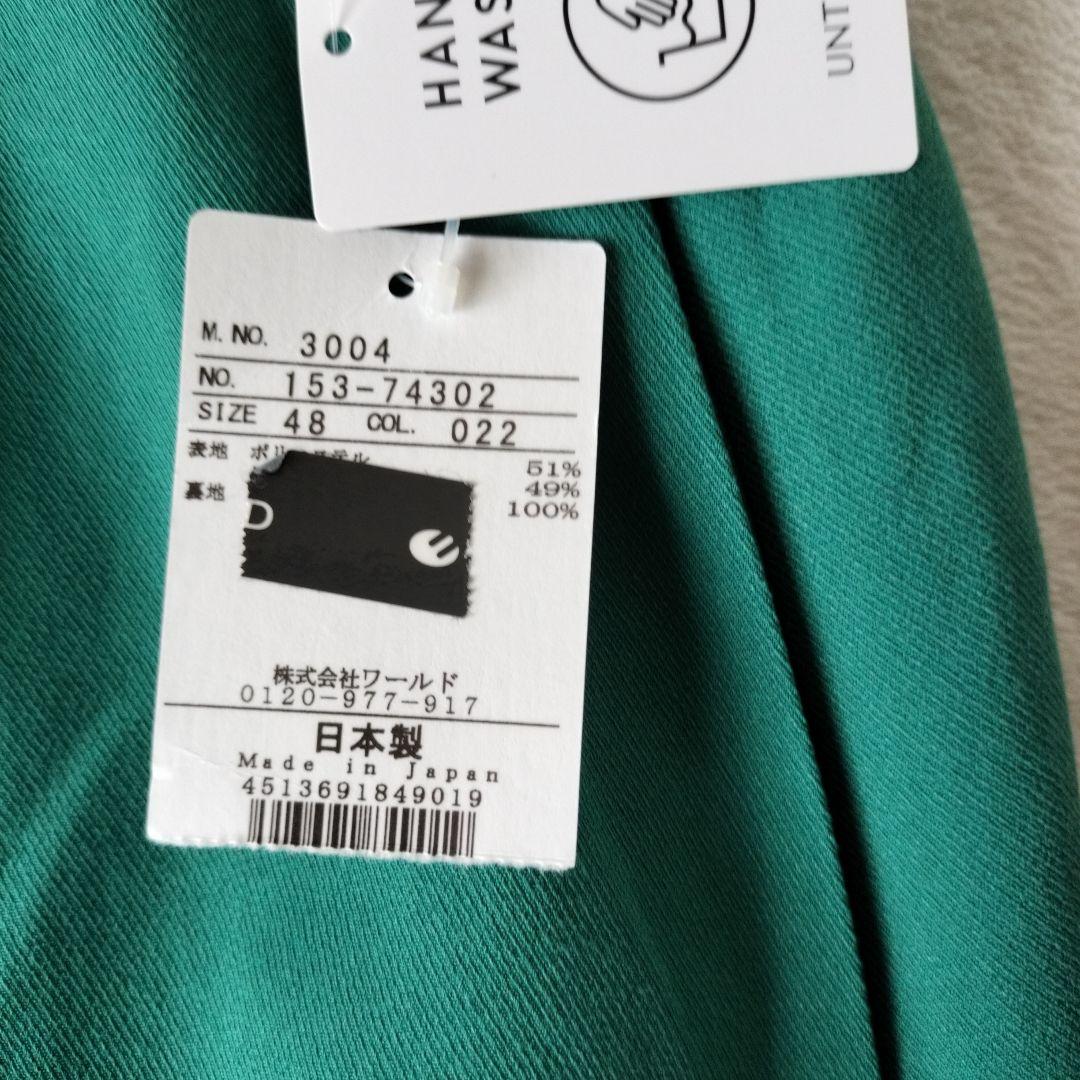 HAN
WAS
UNT
M. NO. 3004
NO. 153-74302
SIZE 48 COL. 022
表地 51%
49%
裏地 100%
D
株式会社ワールド
0120-977-917
日本製
Made in Japan
4513691849019